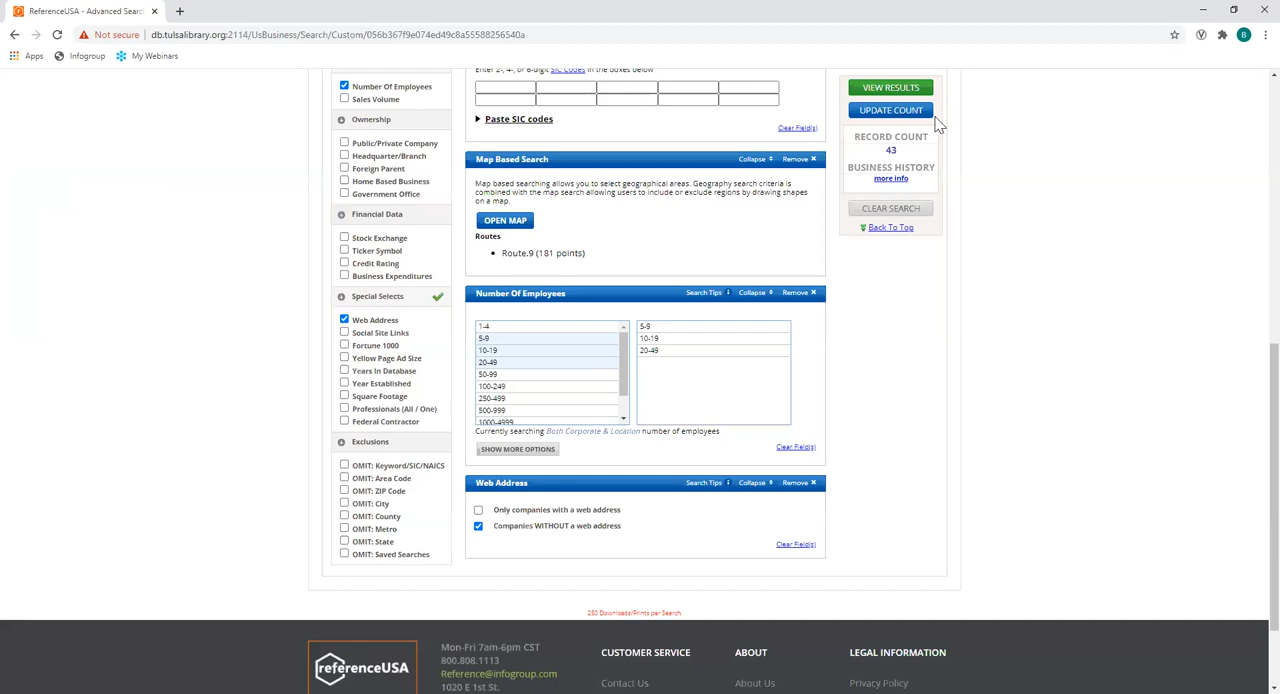 ReferenceUSA - Advanced Searc
Not secure db.tulsalibrary.org:2114/UsBusiness/Search/Custom/056b367f9e074ed49c8a55588256540a
B
Apps Infogroup My Webinars
Number Of Employees
Sales Volume
Ownership
Public/Private Company
Headquarter/Branch
Foreign Parent
Home Based Business
Government Office
Financial Data
Stock Exchange
Ticker Symbol
Credit Rating
Business Expenditures
Special Selects
Web Address
Social Site Links
Fortune 1000
Yellow Page Ad Size
Years In Database
Year Established
Square Footage
Professionals (All / One)
Federal Contractor
Exclusions
OMIT: Keyword/SIC/NAICS
OMIT: Area Code
OMIT: ZIP Code
OMIT: City
OMIT: County
OMIT: Metro
OMIT: State
OMIT: Saved Searches
Enter 2-, 4-, or 6-digit SIC Codes in the boxes below
Paste SIC codes
Clear Field(s)
Map Based Search Collapse Remove
Map based searching allows you to select geographical areas. Geography search criteria is
combined with the map search allowing users to include or exclude regions by drawing shapes
on a map.
OPEN MAP
Routes
• Route.9 (181 points)
Number Of Employees Search Tips Collapse Remove
1-4
5-9
10-19
20-49
50-99
100-249
250-499
500-999
1000-4999
5-9
10-19
20-49
Currently searching Both Corporate & Location number of employees
SHOW MORE OPTIONS
Clear Field(s)
Web Address Search Tips Collapse Remove
Only companies with a web address
Companies WITHOUT a web address
Clear Field(s)
VIEW RESULTS
UPDATE COUNT
RECORD COUNT
43
BUSINESS HISTORY
more info
CLEAR SEARCH
Back To Top
250 Downloads/Prints per Search
referenceUSA
Mon-Fri 7am-6pm CST
800.808.1113
Reference@infogroup.com
1020 E 1st St.
CUSTOMER SERVICE
Contact Us
ABOUT
About Us
LEGAL INFORMATION
Privacy Policy